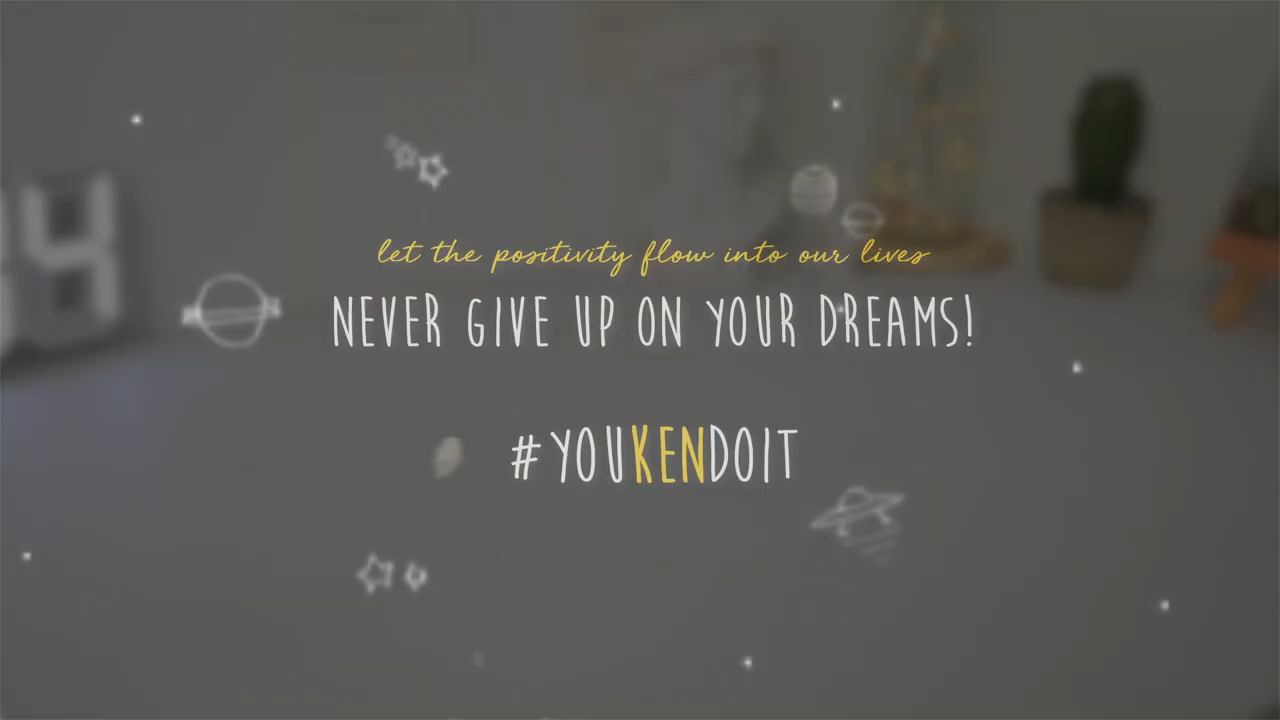 let the positivity flow into our lives
NEVER GIVE UP ON YOUR DREAMS!
#YOUKENDOIT